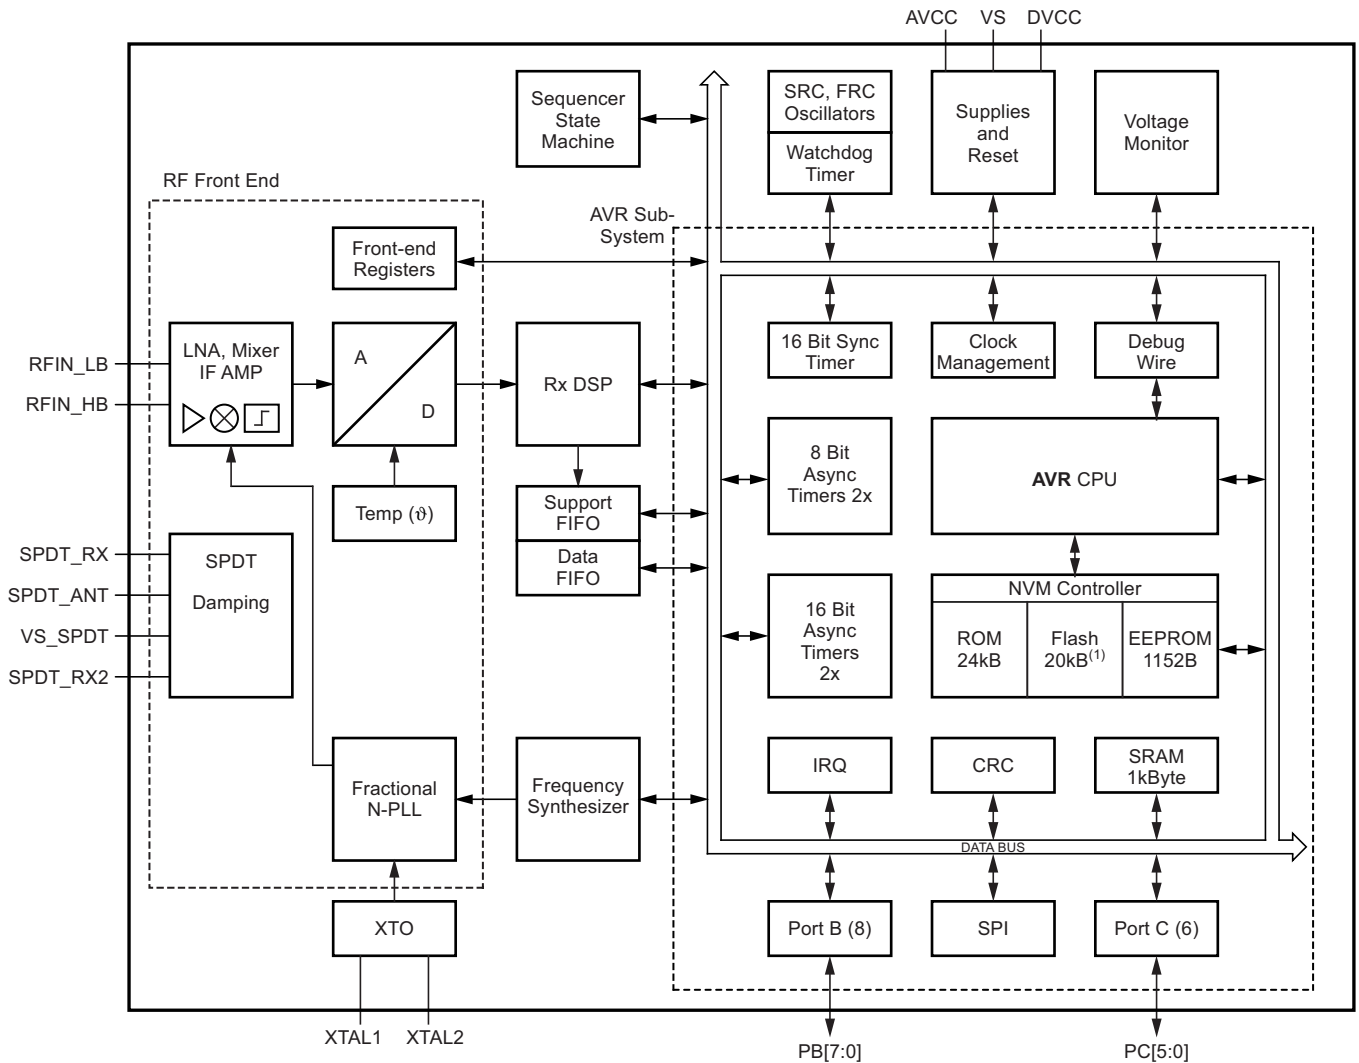 AVCC VS DVCC
Sequencer
State
Machine
SRC, FRC
Oscillators
Watchdog
Timer
Supplies
and
Reset
Voltage
Monitor
RF Front End
AVR Sub-
System
Front-end
Registers
RFIN_LB
RFIN_HB
LNA, Mixer
IF AMP
A
D
Rx DSP
16 Bit Sync
Timer
Clock
Management
Debug
Wire
Temp (ϑ)
Support
FIFO
Data
FIFO
8 Bit
Async
Timers 2x
AVR CPU
SPDT_RX
SPDT_ANT
VS_SPDT
SPDT_RX2
SPDT
Damping
16 Bit
Async
Timers
2x
NVM Controller
ROM
24kB
Flash
20kB(1)
EEPROM
1152B
Fractional
N-PLL
Frequency
Synthesizer
IRQ
CRC
SRAM
1kByte
DATA BUS
XTO
Port B (8)
SPI
Port C (6)
XTAL1 XTAL2
PB[7:0]
PC[5:0]